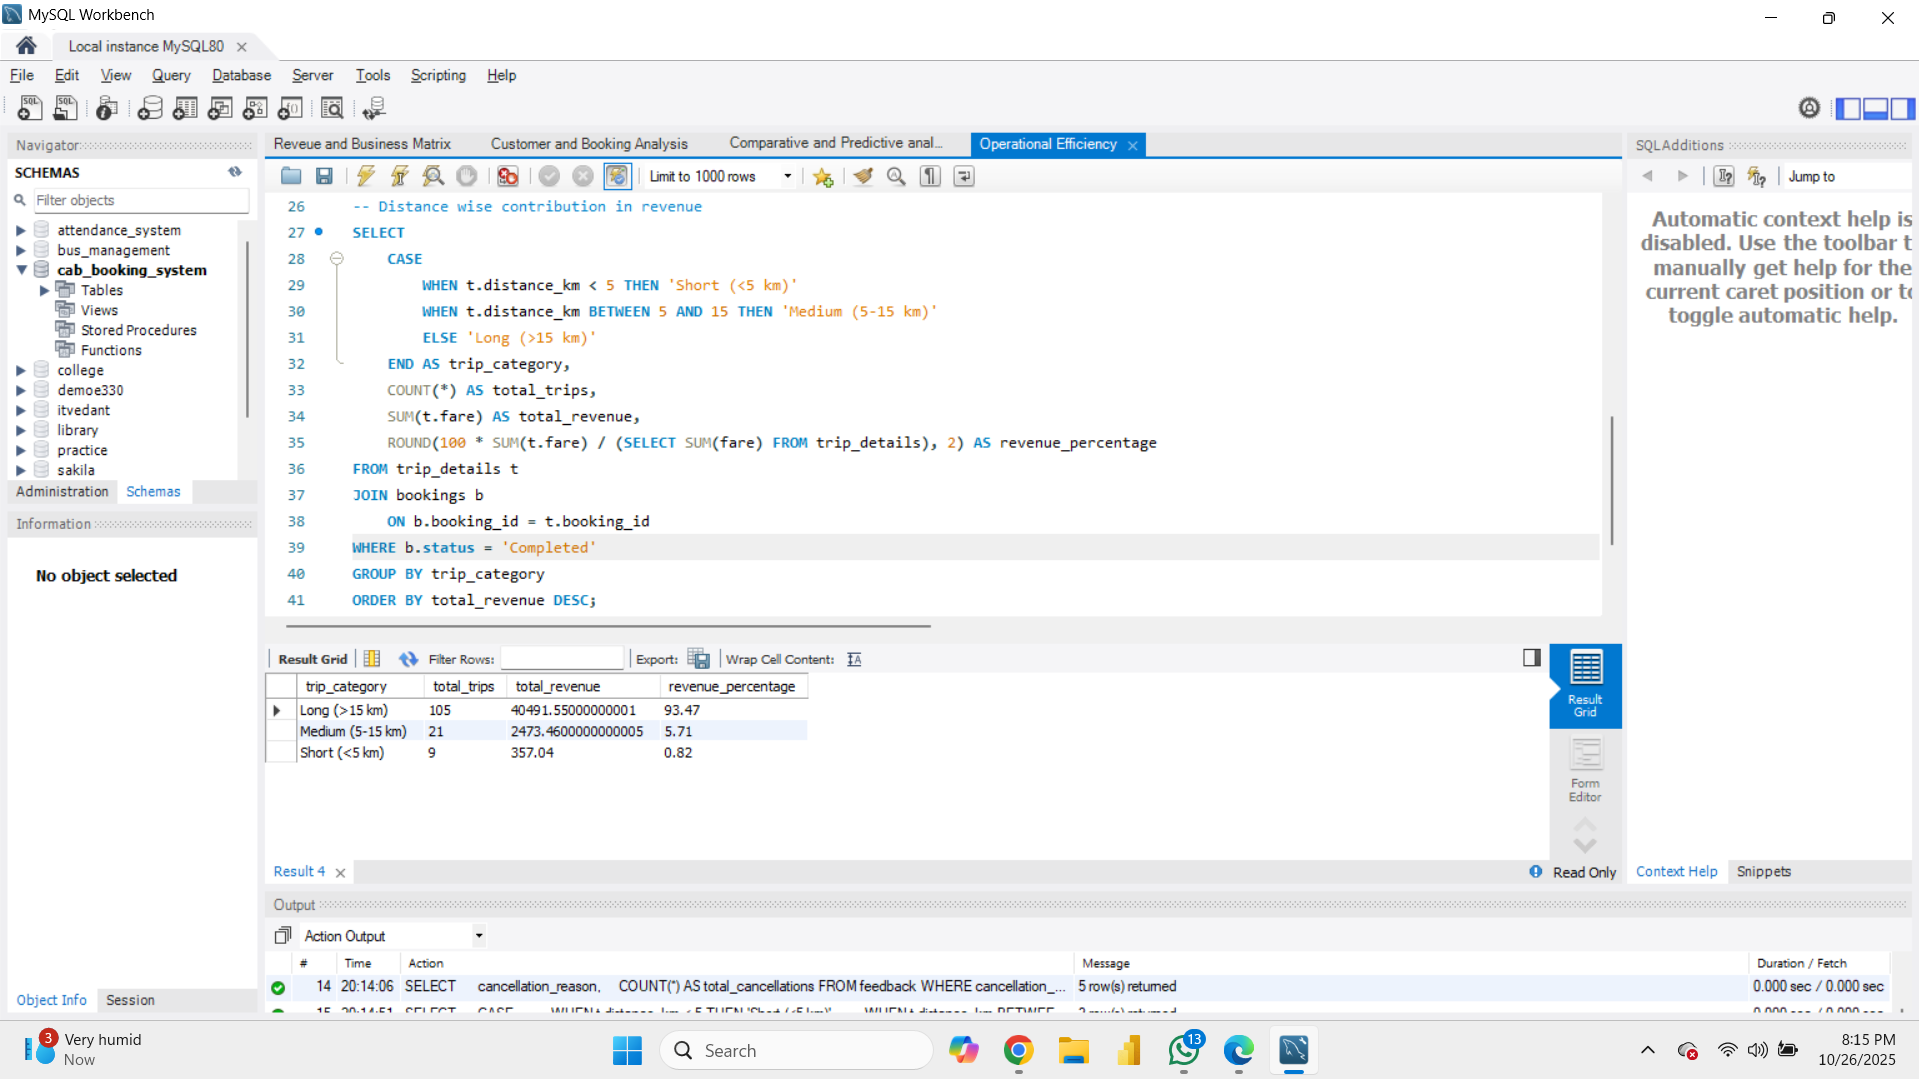 MySQL Workbench
Local instance MySQL80
File Edit View Query Database Server Tools Scripting Help
Navigator
SCHEMAS
Filter objects
attendance_system
bus_management
cab_booking_system
Tables
Views
Stored Procedures
Functions
college
demoe330
itvedant
library
practice
sakila
Administration Schemas
Information
No object selected
Object Info Session
Reveue and Business Matrix Customer and Booking Analysis Comparative and Predictive anal... Operational Efficiency
Limit to 1000 rows
26 -- Distance wise contribution in revenue
27 SELECT
28 CASE
29 WHEN t.distance_km < 5 THEN 'Short (<5 km)'
30 WHEN t.distance_km BETWEEN 5 AND 15 THEN 'Medium (5-15 km)'
31 ELSE 'Long (>15 km)'
32 END AS trip_category,
33 COUNT(*) AS total_trips,
34 SUM(t.fare) AS total_revenue,
35 ROUND(100 * SUM(t.fare) / (SELECT SUM(fare) FROM trip_details), 2) AS revenue_percentage
36 FROM trip_details t
37 JOIN bookings b
38 ON b.booking_id = t.booking_id
39 WHERE b.status = 'Completed'
40 GROUP BY trip_category
41 ORDER BY total_revenue DESC;
Result Grid Filter Rows: Export: Wrap Cell Content:
trip_category total_trips total_revenue revenue_percentage
Long (>15 km) 105 40491.55000000001 93.47
Medium (5-15 km) 21 2473.4600000000005 5.71
Short (<5 km) 9 357.04 0.82
Result Grid
Form Editor
Result 4
Read Only
SQLAdditions
Jump to
Automatic context help is
disabled. Use the toolbar t
manually get help for the
current caret position or to
toggle automatic help.
Context Help Snippets
Output
Action Output
# Time Action Message Duration / Fetch
14 20:14:06 SELECT cancellation_reason, COUNT(*) AS total_cancellations FROM feedback WHERE cancellation_... 5 row(s) returned 0.000 sec / 0.000 sec
3
Very humid
Now
Search
13
8:15 PM
10/26/2025